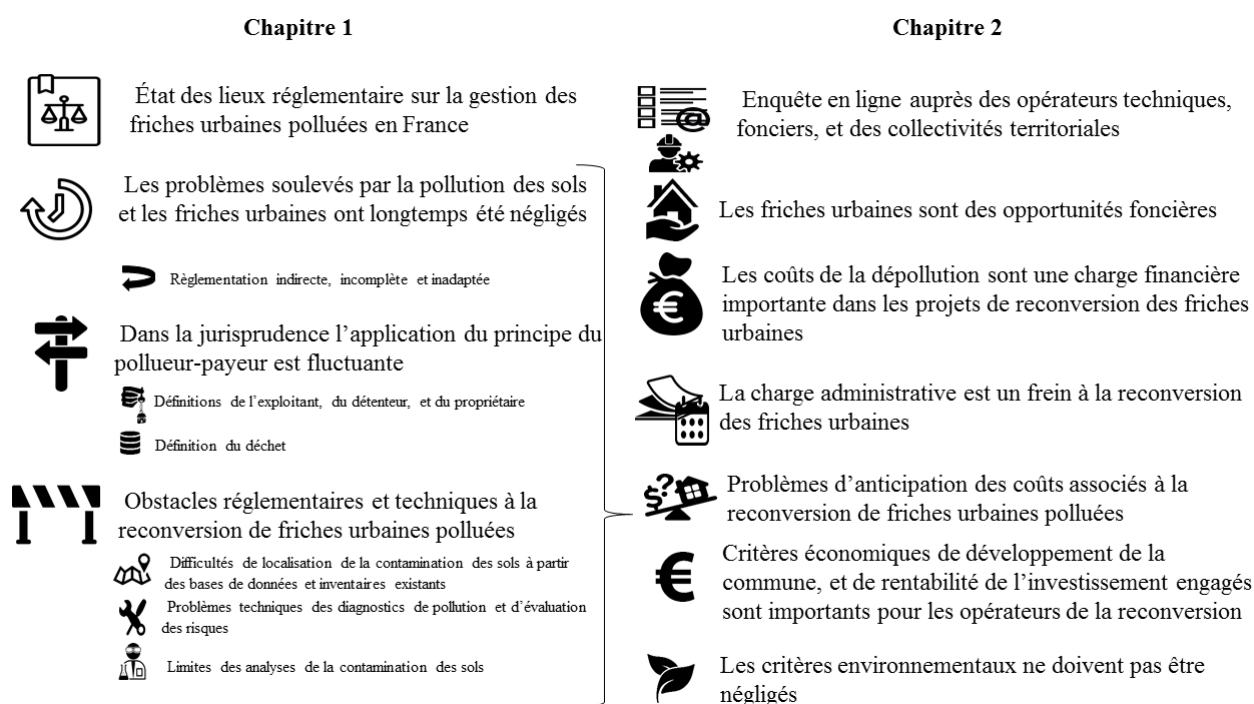 Chapitre 1
État des lieux réglementaire sur la gestion des
friches urbaines polluées en France
Les problèmes soulevés par la pollution des sols
et les friches urbaines ont longtemps été négligés
Règlementation indirecte, incomplète et inadaptée
Dans la jurisprudence l’application du principe du
pollueur-payeur est fluctuante
Définitions de l’exploitant, du détenteur, et du propriétaire
Définition du déchet
Obstacles réglementaires et techniques à la
reconversion de friches urbaines polluées
Difficultés de localisation de la contamination des sols à partir
des bases de données et inventaires existants
Problèmes techniques des diagnostics de pollution et d’évaluation
des risques
Limites des analyses de la contamination des sols
Chapitre 2
Enquête en ligne auprès des opérateurs techniques,
fonciers, et des collectivités territoriales
Les friches urbaines sont des opportunités foncières
Les coûts de la dépollution sont une charge financière
importante dans les projets de reconversion des friches
urbaines
La charge administrative est un frein à la reconversion
des friches urbaines
Problèmes d’anticipation des coûts associés à la
reconversion de friches urbaines polluées
Critères économiques de développement de la
commune, et de rentabilité de l’investissement engagés
sont importants pour les opérateurs de la reconversion
Les critères environnementaux ne doivent pas être
négligés